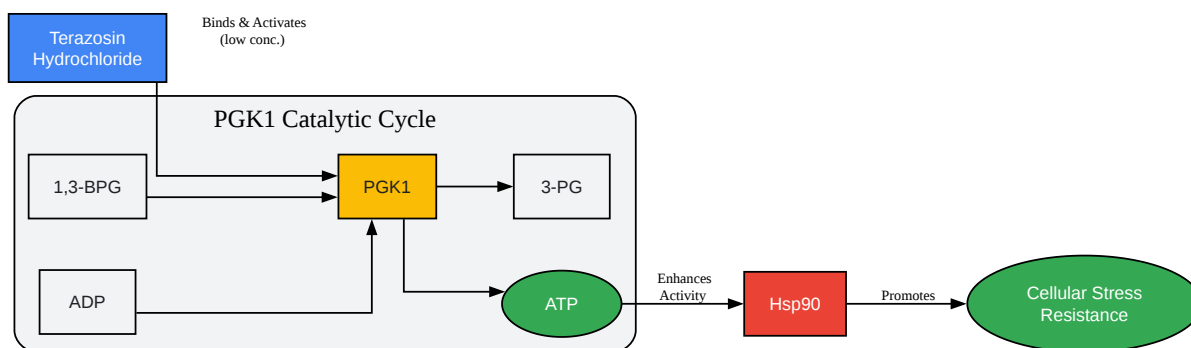 Terazosin
Hydrochloride
Binds & Activates
(low conc.)
PGK1 Catalytic Cycle
1,3-BPG
PGK1
3-PG
ADP
ATP
Enhances
Activity
Hsp90
Promotes
Cellular Stress
Resistance